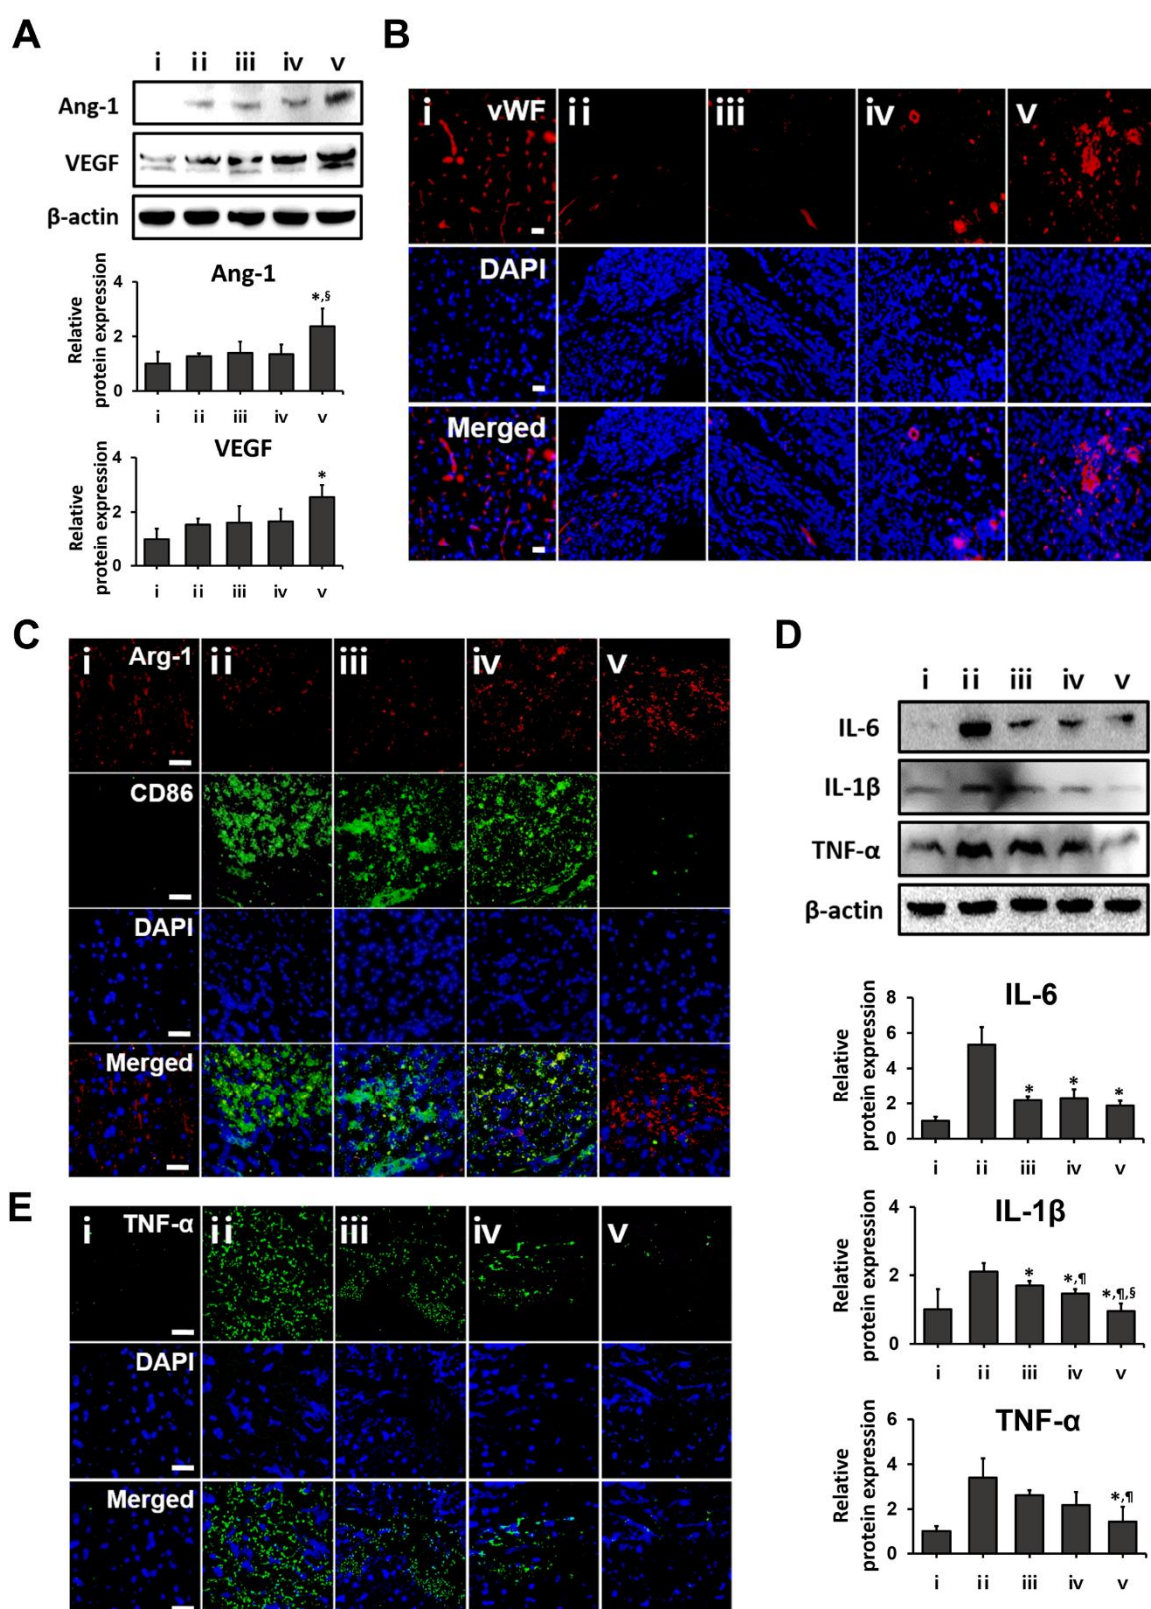 A
i ii iii iv v
Ang-1
VEGF
β-actin
Ang-1
Relative
protein expression
4
2
0
*,§
i ii iii iv v
VEGF
Relative
protein expression
4
2
0
*
i ii iii iv v
B
i vWF ii iii iv v
DAPI
Merged
C
i Arg-1 ii iii iv v
CD86
DAPI
Merged
D
i ii iii iv v
IL-6
IL-1β
TNF-α
β-actin
IL-6
Relative
protein expression
8
6
4
2
0
* * *
i ii iii iv v
IL-1β
Relative
protein expression
4
2
0
* *,¶ *,¶,§
i ii iii iv v
TNF-α
Relative
protein expression
6
4
2
0
*,¶
i ii iii iv v
E
i TNF-α ii iii iv v
DAPI
Merged